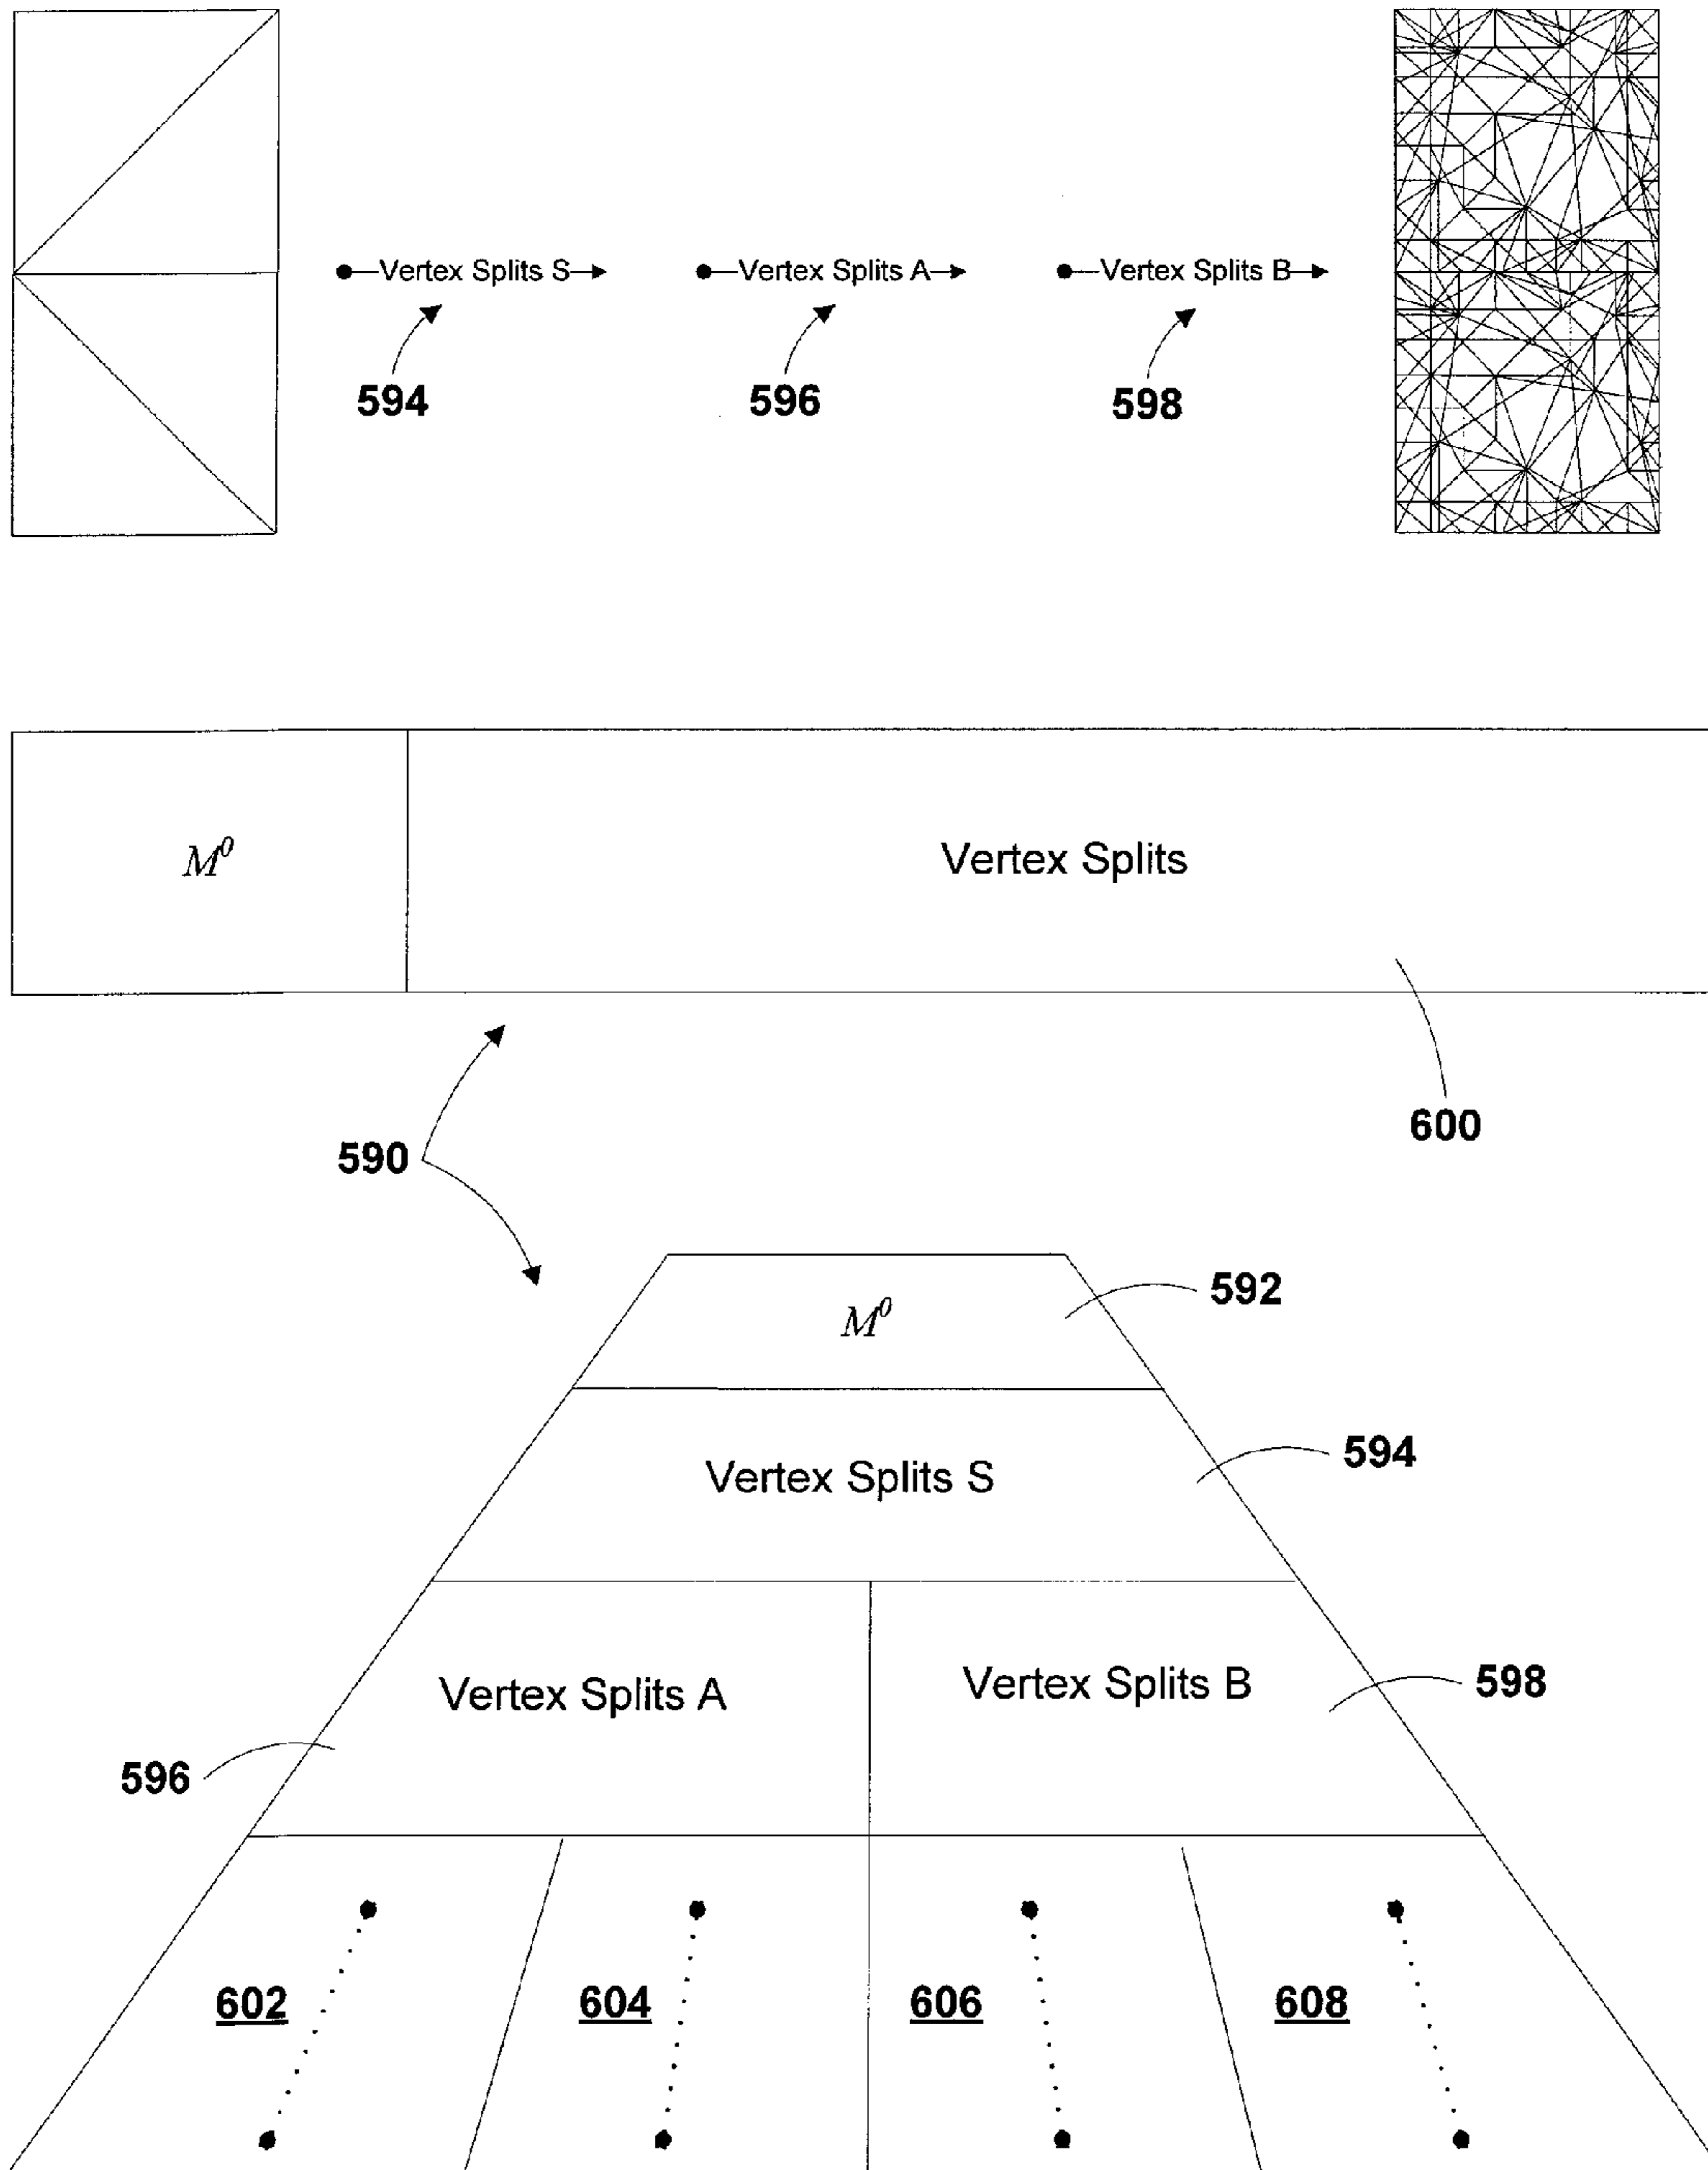 Vertex Splits S
Vertex Splits A
Vertex Splits B
594
596
598
M⁰
Vertex Splits
600
590
592
M⁰
594
Vertex Splits S
598
Vertex Splits A
Vertex Splits B
596
602
604
606
608